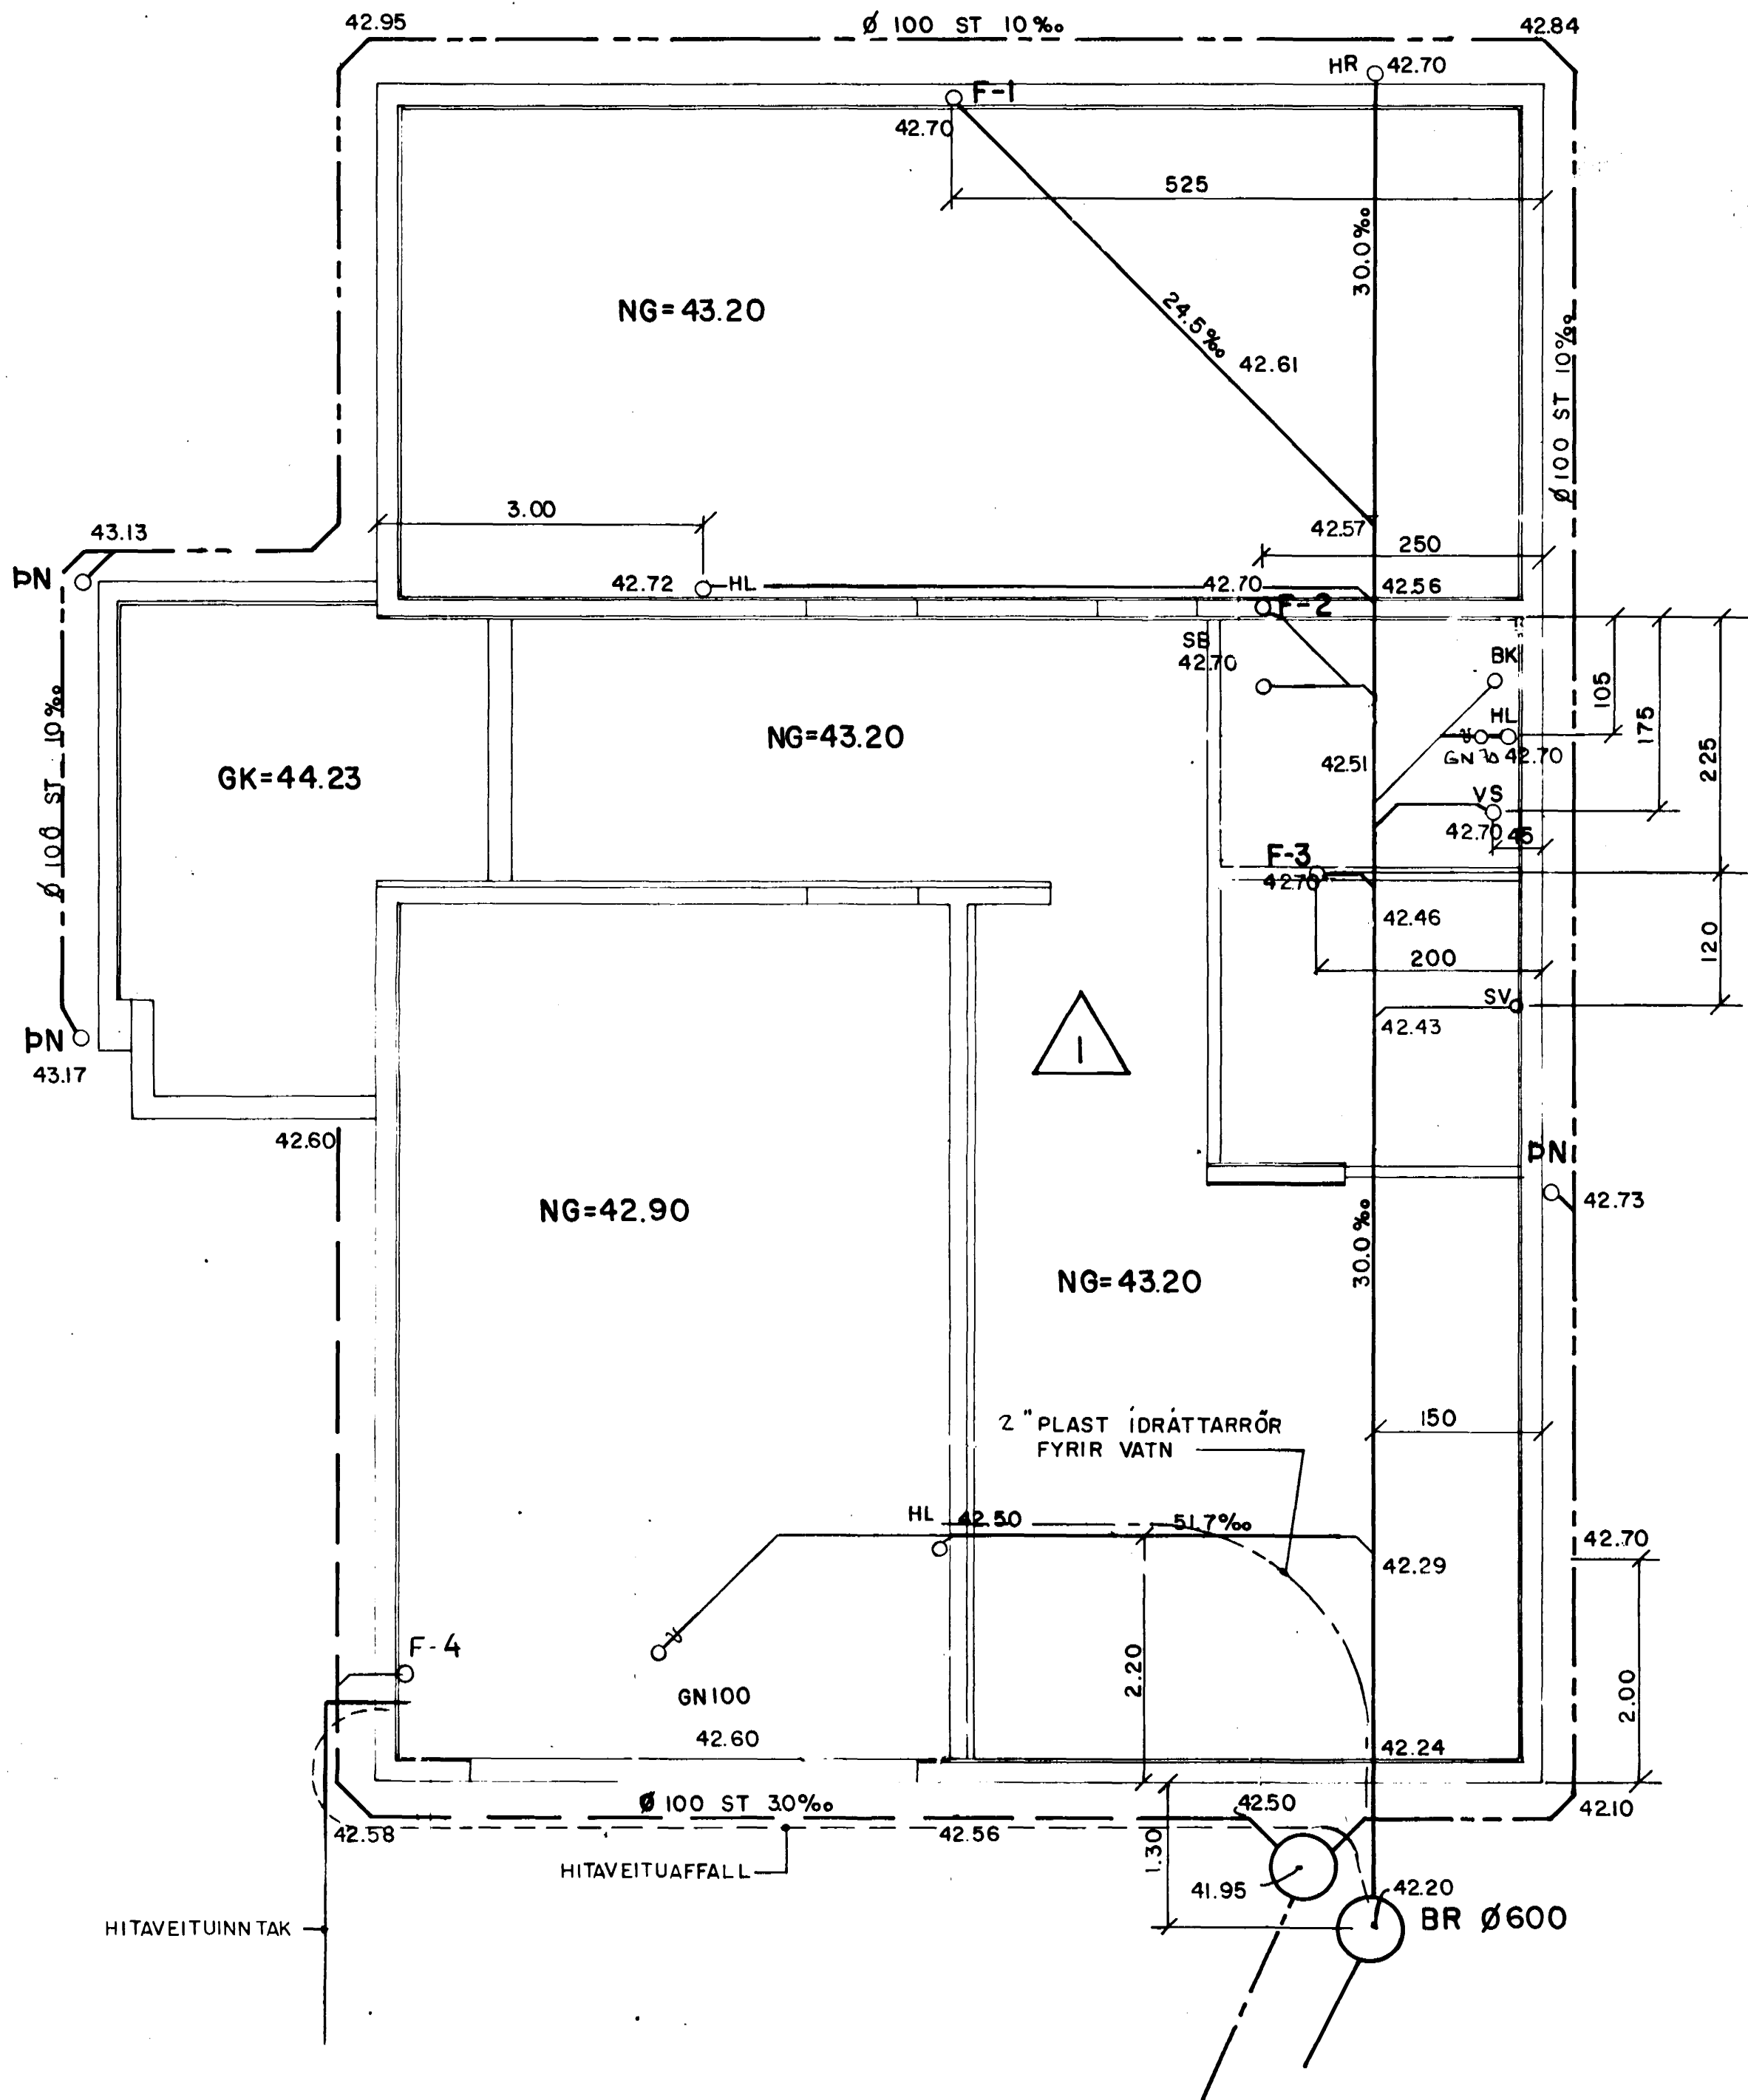 42.95
Ø 100 ST 10‰
42.84
HR
42.70
F-1
42.70
525
30.0‰
NG=43.20
24.5‰
42.61
Ø100 ST 10‰
3.00
42.57
250
43.13
ÞN
42.72
HL
42.70
42.56
F-2
SB
42.70
BK
105
175
225
HL
NG=43.20
42.51
GN 70
42.70
GK=44.23
VS
42.70
45
Ø 100 ST 10‰
F-3
42.70
42.46
120
200
SV
42.43
ÞN
43.17
1
42.60
ÞN
42.73
NG=42.90
30.0‰
NG=43.20
150
2" PLAST ÍDRÁTTARRÖR
FYRIR VATN
HL
42.50
51.7‰
42.70
42.29
F-4
2.20
2.00
GN100
42.60
42.24
Ø 100 ST 30‰
42.50
42.10
42.58
42.56
1.30
HITAVEITUAFFALL
41.95
42.20
BR Ø600
HITAVEITUINNTAK